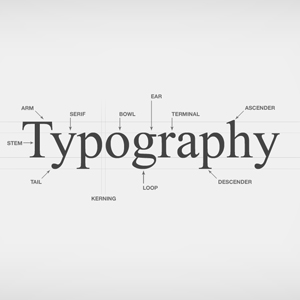 EAR
ARM
SERIF
BOWL
TERMINAL
ASCENDER
Typography
STEM
TAIL
LOOP
DESCENDER
KERNING